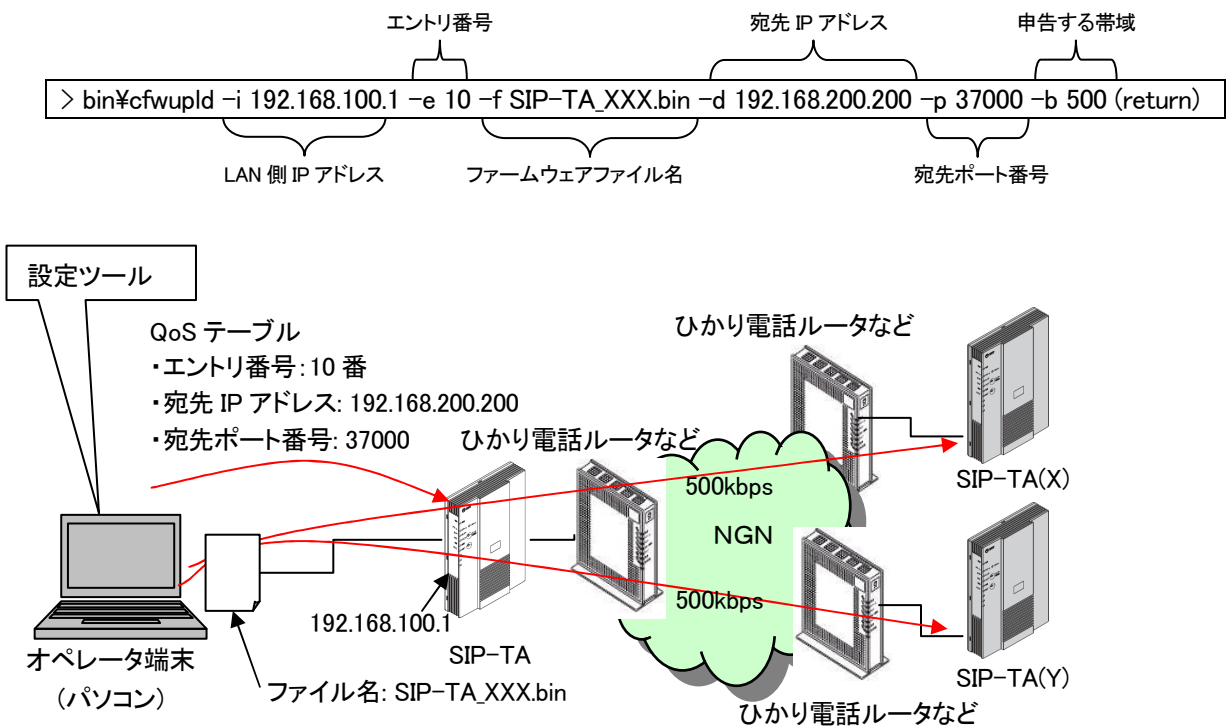 エントリ番号
宛先 IP アドレス
申告する帯域
> bin¥cfwupld -i 192.168.100.1 -e 10 -f SIP-TA_XXX.bin -d 192.168.200.200 -p 37000 -b 500 (return)
LAN 側 IP アドレス
ファームウェアファイル名
宛先ポート番号
設定ツール
QoS テーブル
・エントリ番号: 10 番
・宛先 IP アドレス: 192.168.200.200
・宛先ポート番号: 37000
ひかり電話ルータなど
ひかり電話ルータなど
SIP-TA(X)
500kbps
NGN
500kbps
192.168.100.1
SIP-TA
オペレータ端末
(パソコン)
ファイル名: SIP-TA_XXX.bin
SIP-TA(Y)
ひかり電話ルータなど